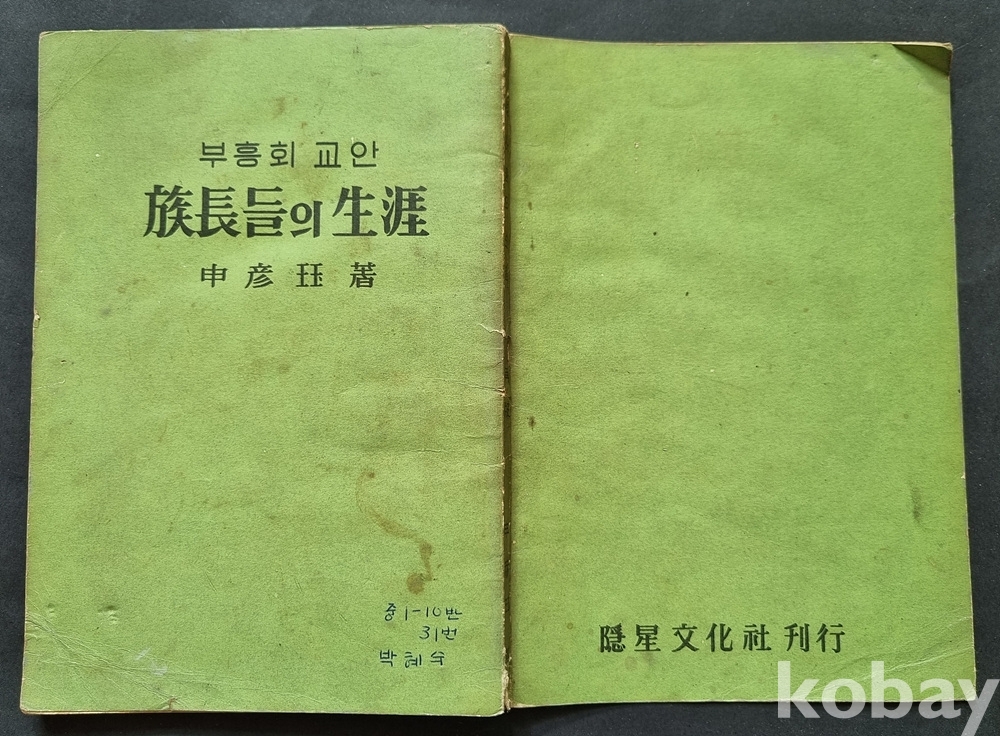 부흥회 교안
族長들의 生涯
申彦珏 著
중 1-10반
31번
박혜숙
隠星文化社 刊行
kobay